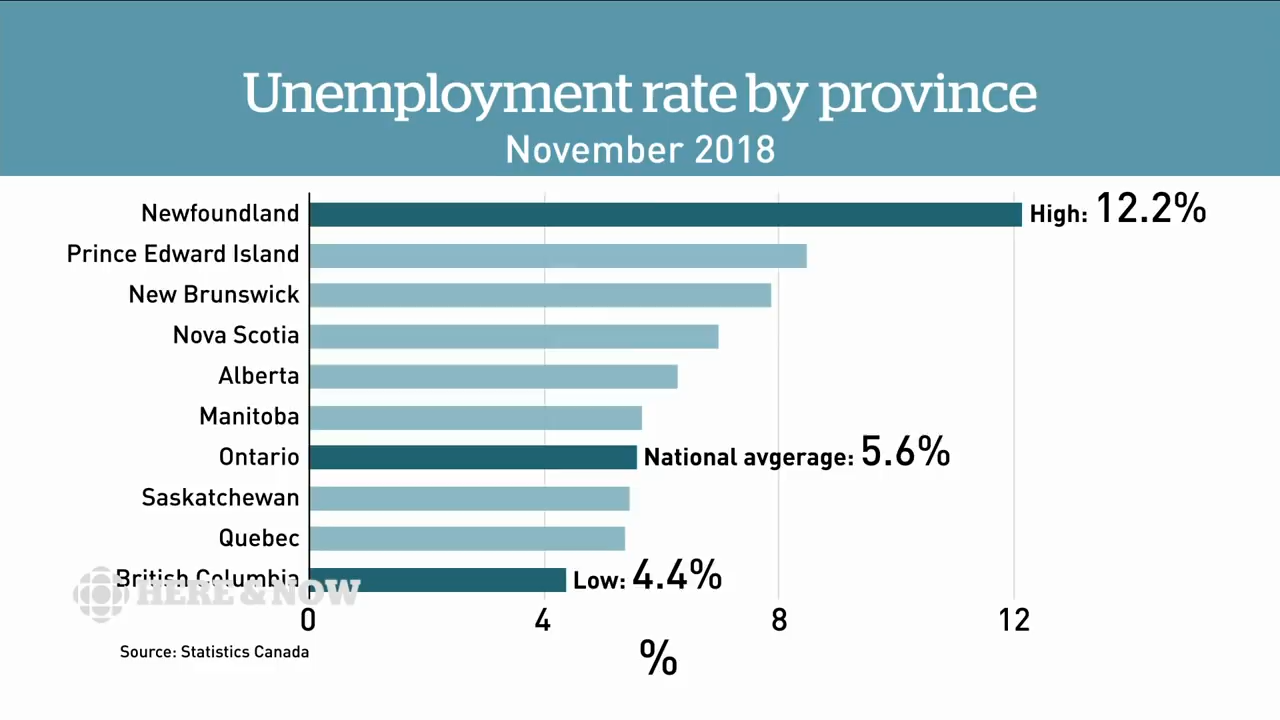 Unemployment rate by province
November 2018
Newfoundland High: 12.2%
Prince Edward Island
New Brunswick
Nova Scotia
Alberta
Manitoba
Ontario National avgerage: 5.6%
Saskatchewan
Quebec
British Columbia Low: 4.4%
HERE & NOW
0 4 8 12
%
Source: Statistics Canada